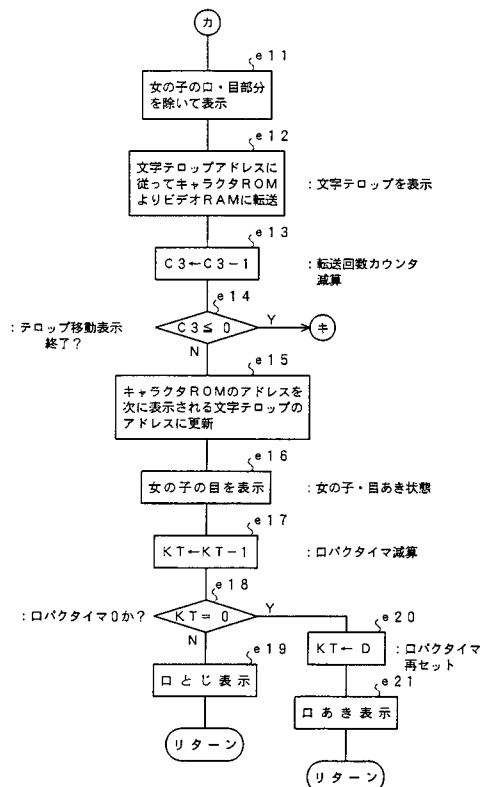 カ
e11
女の子の口・目部分
を除いて表示
e12
文字テロップアドレスに
従ってキャラクタROM
よりビデオRAMに転送
:文字テロップを表示
e13
C3←C3-1
:転送回数カウンタ
減算
e14
:テロップ移動表示
終了?
C3≦0
Y
キ
N
e15
キャラクタROMのアドレスを
次に表示される文字テロップの
アドレスに更新
e16
女の子の目を表示
:女の子・目あき状態
e17
KT←KT-1
:口パクタイマ減算
e18
:口パクタイマ0か?
KT=0
Y
N
e19
口とじ表示
リターン
e20
KT←D
:口パクタイマ
再セット
e21
口あき表示
リターン